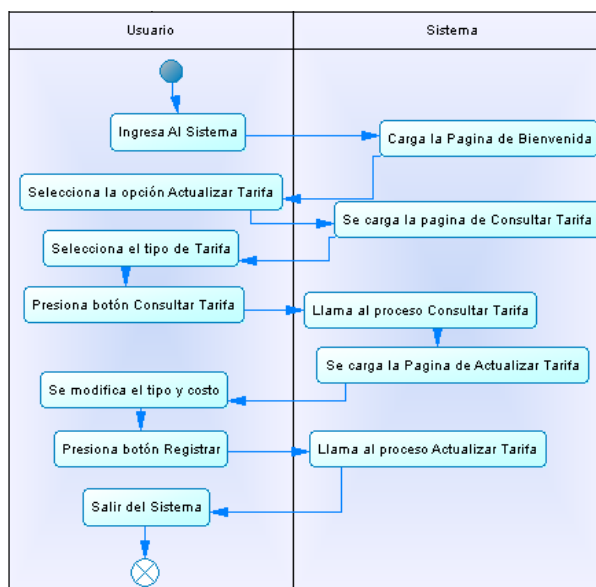 Usuario
Sistema
Ingresa Al Sistema
Carga la Pagina de Bienvenida
Selecciona la opción Actualizar Tarifa
Se carga la pagina de Consultar Tarifa
Selecciona el tipo de Tarifa
Presiona botón Consultar Tarifa
Llama al proceso Consultar Tarifa
Se carga la Pagina de Actualizar Tarifa
Se modifica el tipo y costo
Presiona botón Registrar
Llama al proceso Actualizar Tarifa
Salir del Sistema